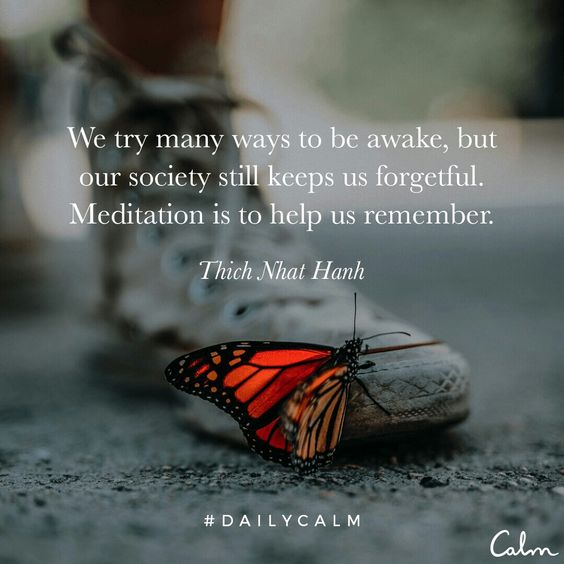 We try many ways to be awake, but
our society still keeps us forgetful.
Meditation is to help us remember.
Thich Nhat Hanh
#DAILYCALM
Calm